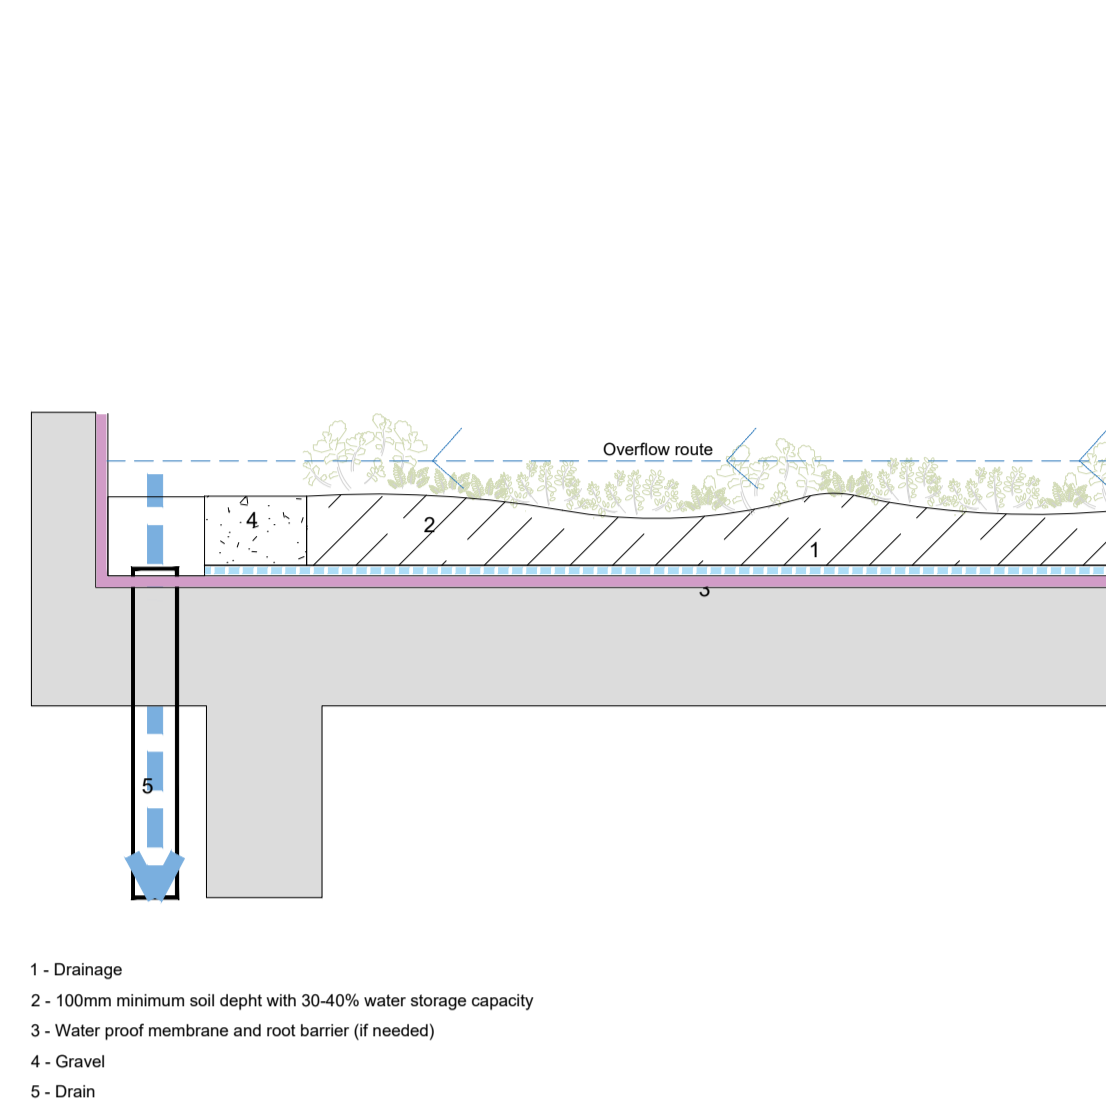 Overflow route
4
2
1
3
5
1 - Drainage
2 - 100mm minimum soil depht with 30-40% water storage capacity
3 - Water proof membrane and root barrier (if needed)
4 - Gravel
5 - Drain